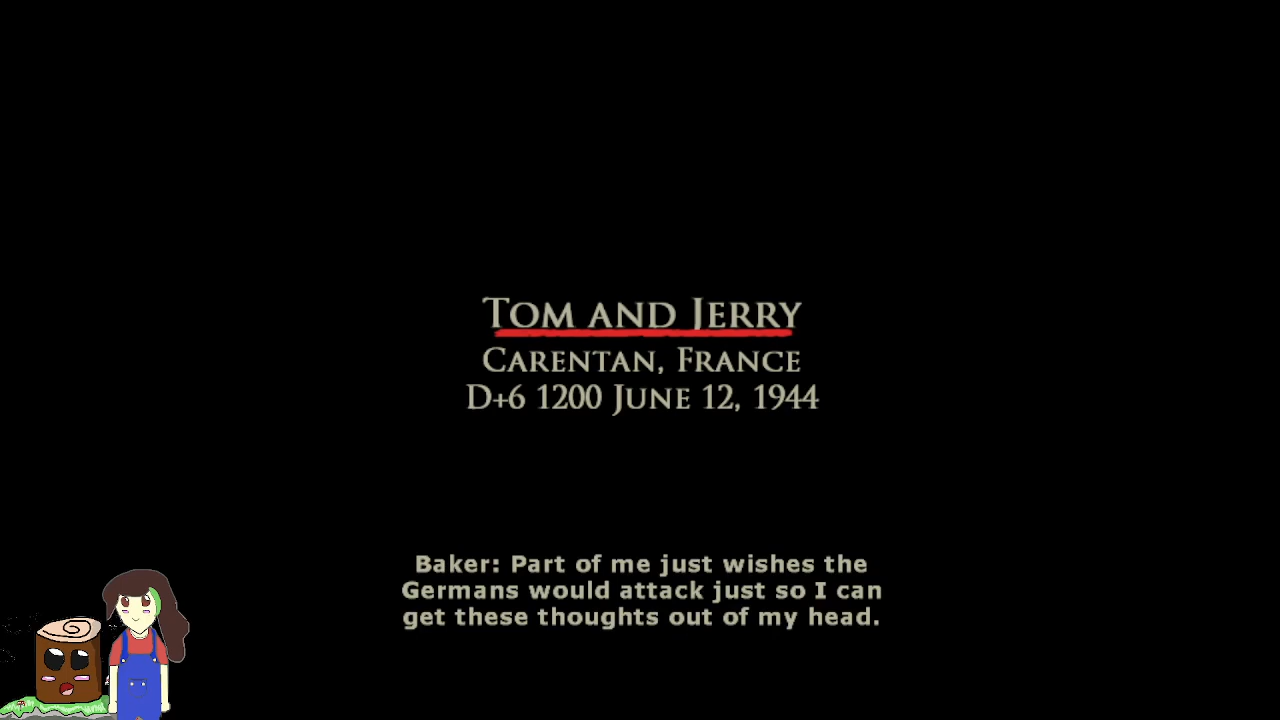 Tom and Jerry
Carentan, France
D+6 1200 June 12, 1944
Baker: Part of me just wishes the
Germans would attack just so I can
get these thoughts out of my head.